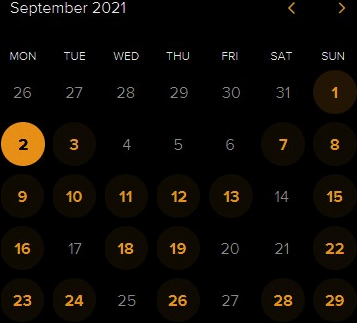 September 2021
MON TUE WED THU FRI SAT SUN
26 27 28 29 30 31 1
2 3 4 5 6 7 8
9 10 11 12 13 14 15
16 17 18 19 20 21 22
23 24 25 26 27 28 29